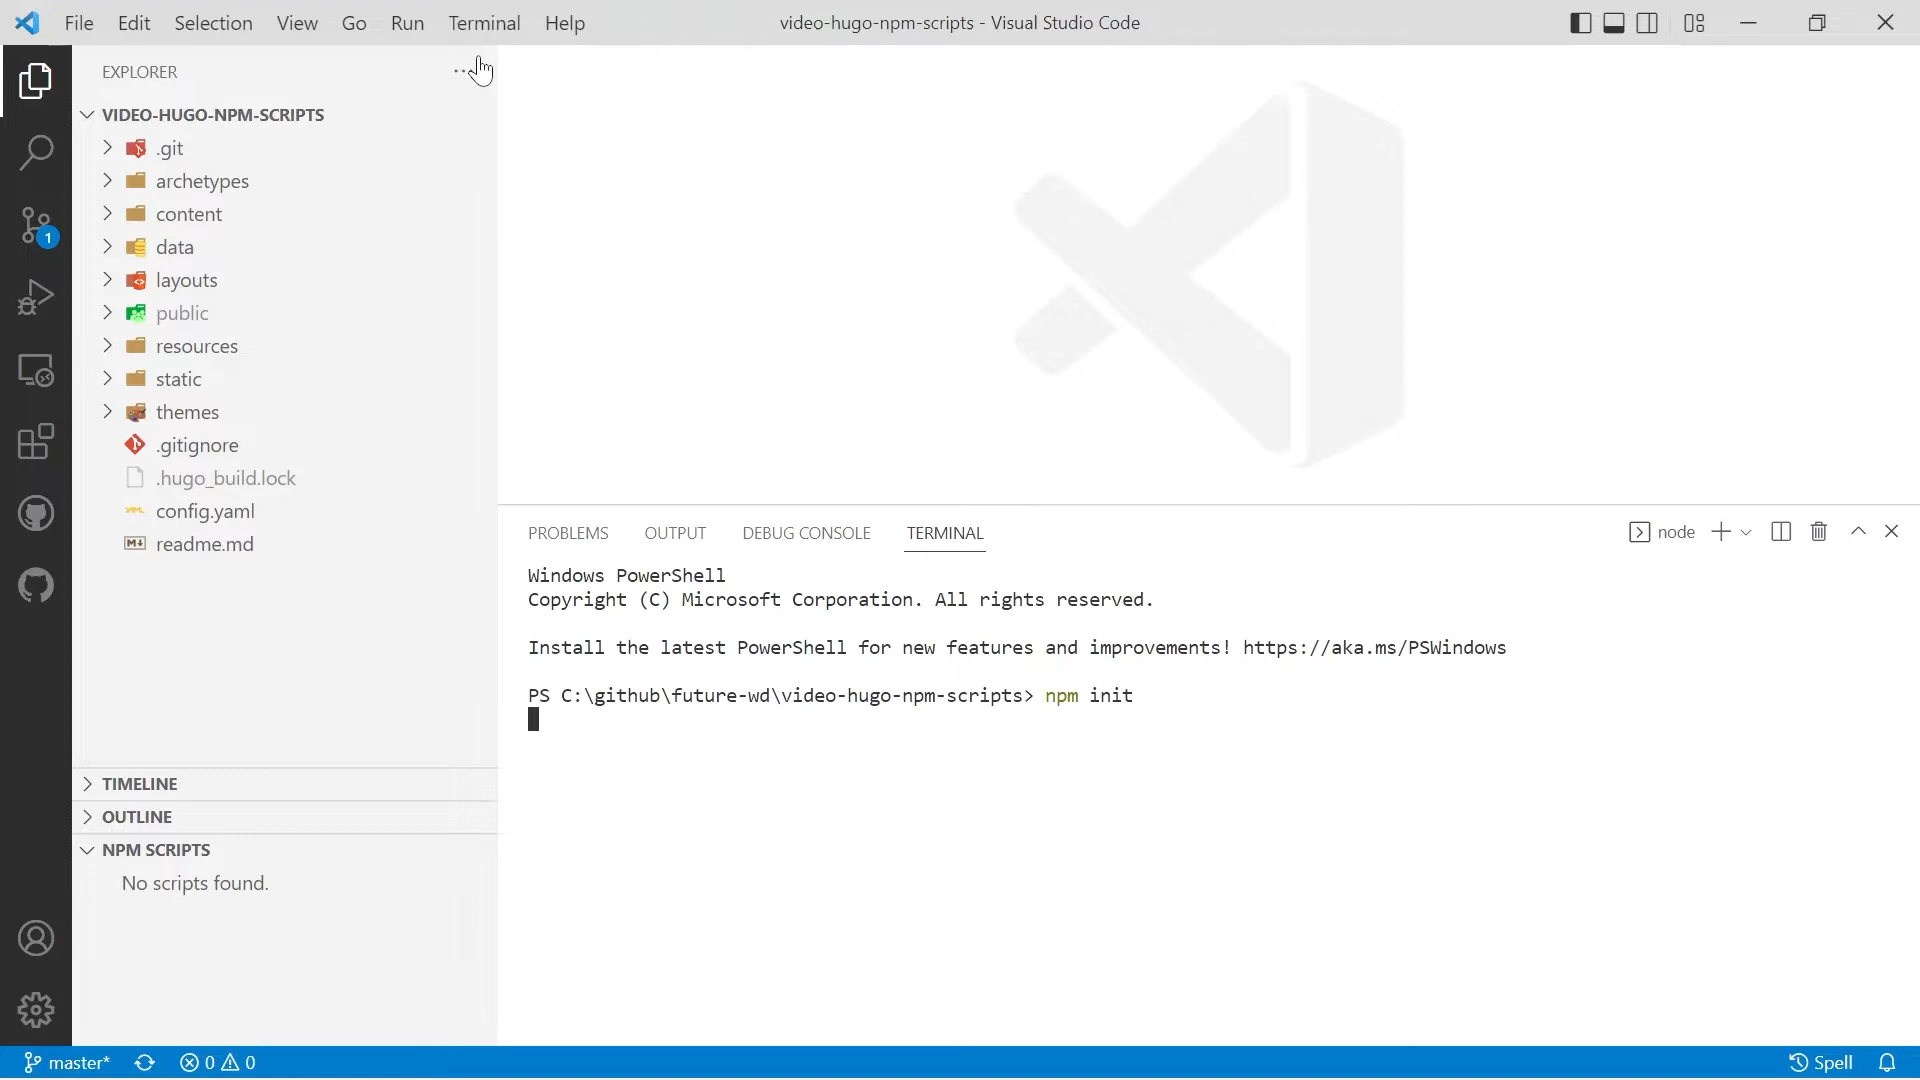 File Edit Selection View Go Run Terminal Help
video-hugo-npm-scripts - Visual Studio Code
EXPLORER
VIDEO-HUGO-NPM-SCRIPTS
.git
archetypes
content
1
data
layouts
public
resources
static
themes
.gitignore
.hugo_build.lock
config.yaml
readme.md
TIMELINE
OUTLINE
NPM SCRIPTS
No scripts found.
PROBLEMS OUTPUT DEBUG CONSOLE TERMINAL
node
Windows PowerShell
Copyright (C) Microsoft Corporation. All rights reserved.
Install the latest PowerShell for new features and improvements! https://aka.ms/PSWindows
PS C:\github\future-wd\video-hugo-npm-scripts> npm init
master* 0 0
Spell